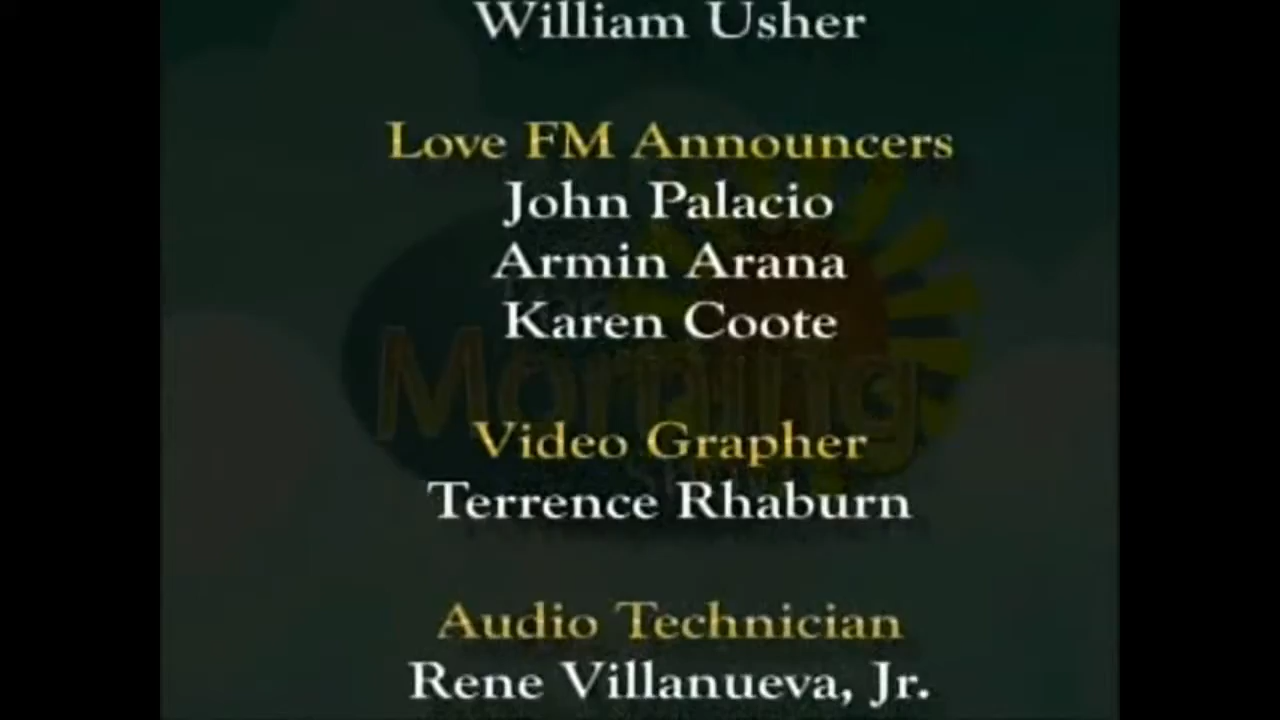 William Usher
Love FM Announcers
John Palacio
Armin Arana
Karen Coote
Morning
Video Grapher
Terrence Rhaburn
Audio Technician
Rene Villanueva, Jr.